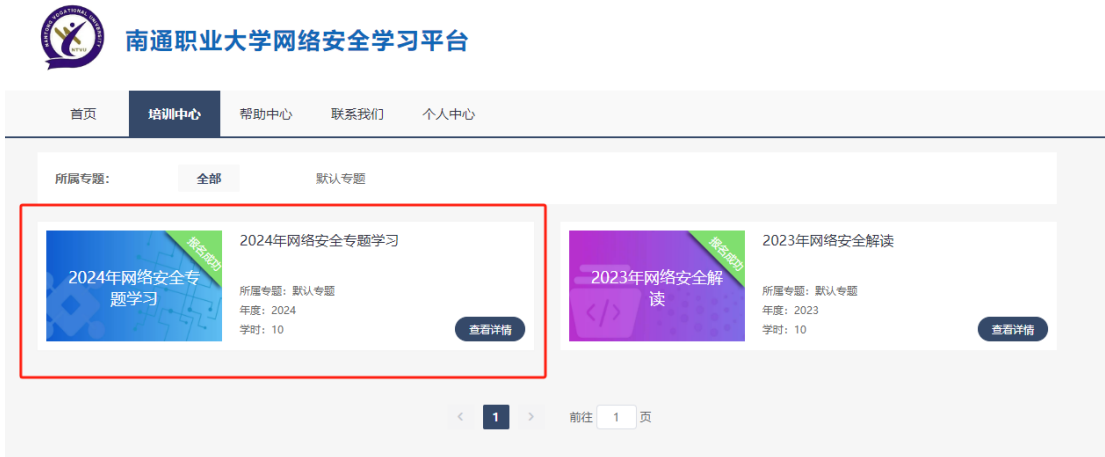 NANTONG VOCATIONAL UNIVERSITY
NTVU
南通职业大学网络安全学习平台
首页 培训中心 帮助中心 联系我们 个人中心
所属专题： 全部 默认专题
报名成功
2024年网络安全专
题学习
2024年网络安全专题学习
所属专题：默认专题
年度：2024
学时：10
查看详情
报名成功
2023年网络安全解
读
</>
2023年网络安全解读
所属专题：默认专题
年度：2023
学时：10
查看详情
< 1 > 前往 1 页